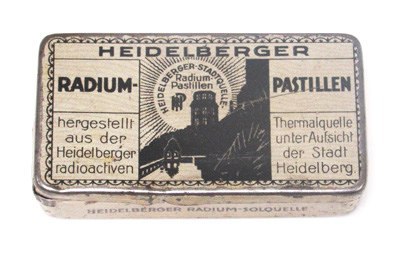 HEIDELBERGER
HEIDELBERGER-STADTQUELLE
Radium-
Pastillen
RADIUM-
PASTILLEN
hergestellt
aus der
Heidelberger
radioactiven
Thermalquelle
unter Aufsicht
der Stadt
Heidelberg.
HEIDELBERGER RADIUM-SOLQUELLE